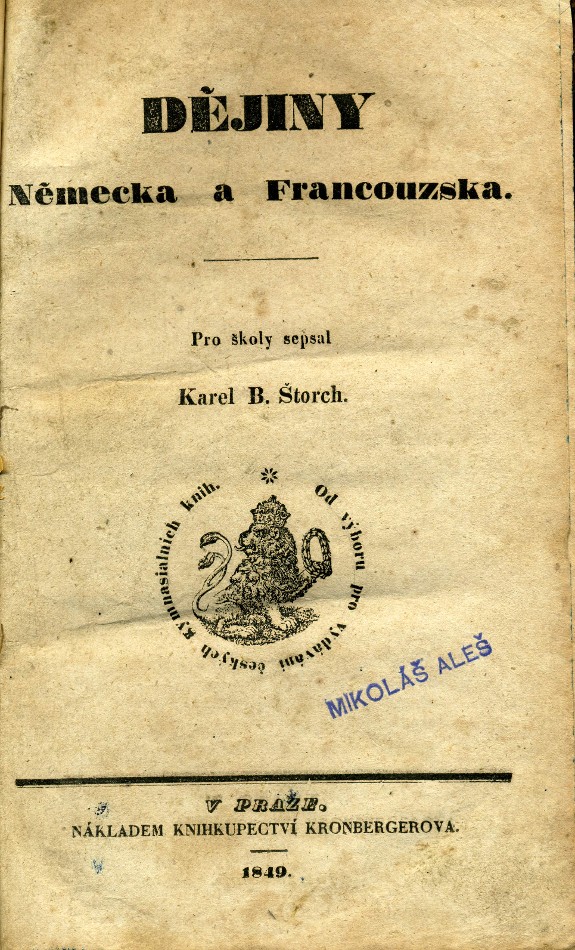 DĚJINY
Německa a Francouzska.
Pro školy sepsal
Karel B. Štorch.
Od výboru pro vydávání českých gymnasialních knih.
MIKOLÁŠ ALEŠ
V PRAZE.
NÁKLADEM KNIHKUPECTVÍ KRONBERGEROVA.
1849.